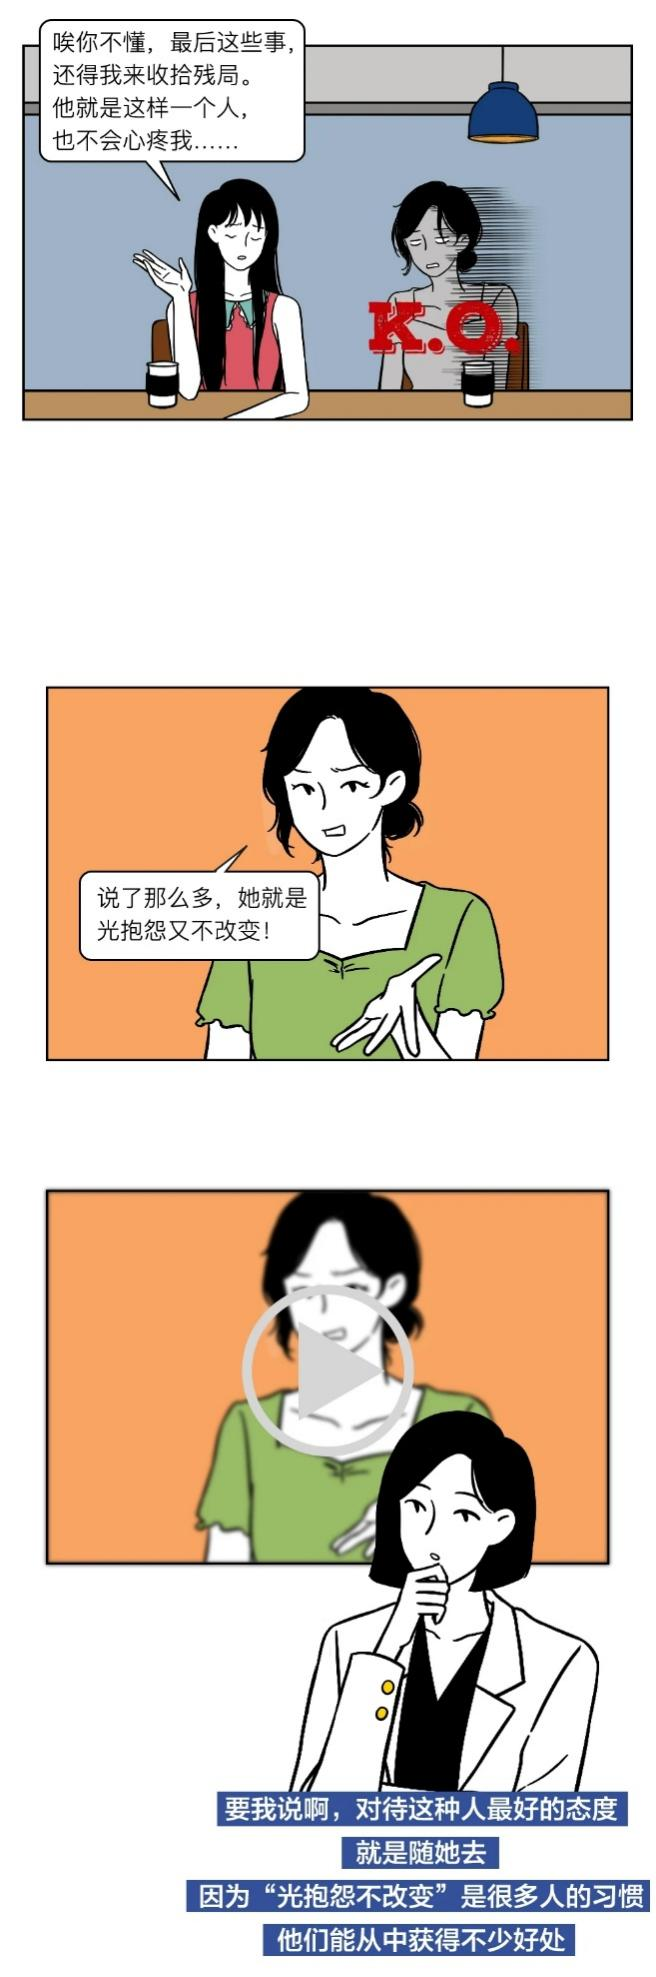 唉你不懂，最后这些事，
还得我来收拾残局。
他就是这样一个人，
也不会心疼我……
K.O.
说了那么多，她就是
光抱怨又不改变！
要我说啊，对待这种人最好的态度
就是随她去
因为“光抱怨不改变”是很多人的习惯
他们能从中获得不少好处